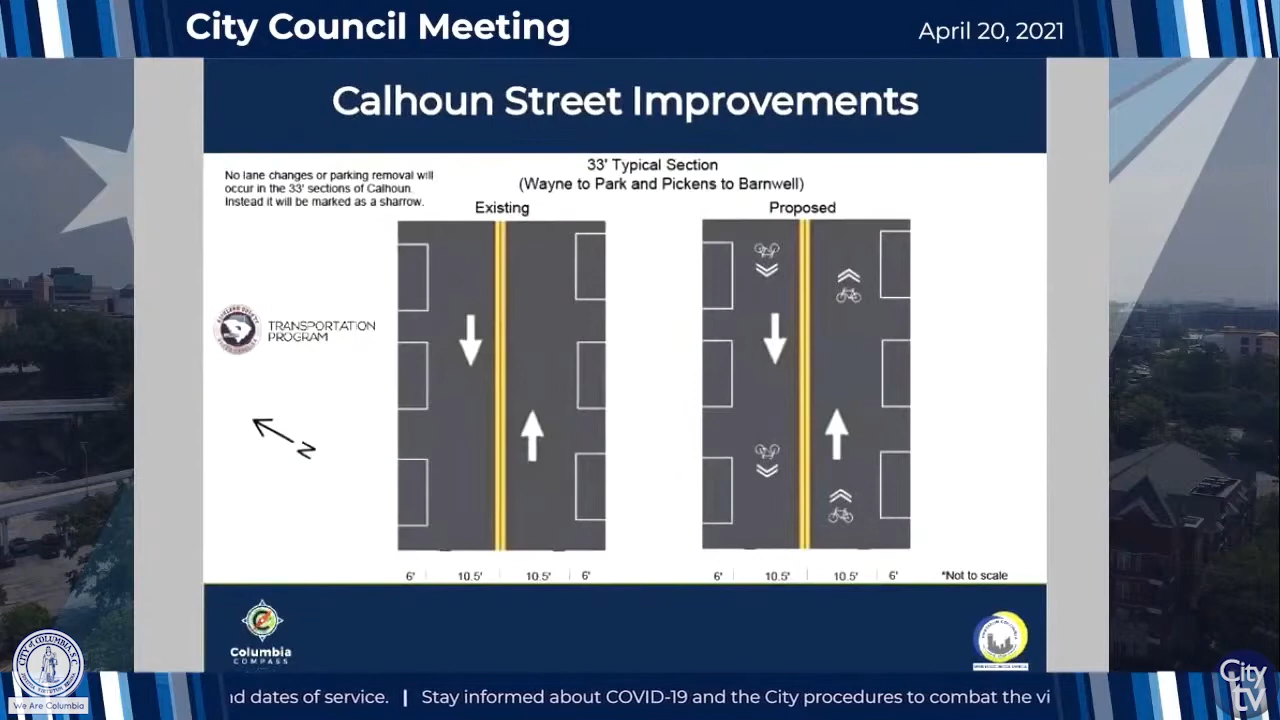 City Council Meeting
April 20, 2021
Calhoun Street Improvements
No lane changes or parking removal will
occur in the 33' sections of Calhoun.
Instead it will be marked as a sharrow.
33' Typical Section
(Wayne to Park and Pickens to Barnwell)
Existing
Proposed
TRANSPORTATION
PROGRAM
N
6' 10.5' 10.5' 6'
6' 10.5' 10.5' 6'
*Not to scale
Columbia
COMPASS
CITY of COLUMBIA, S.C.
We Are Columbia
nd dates of service. | Stay informed about COVID-19 and the City procedures to combat the vi
City
tv